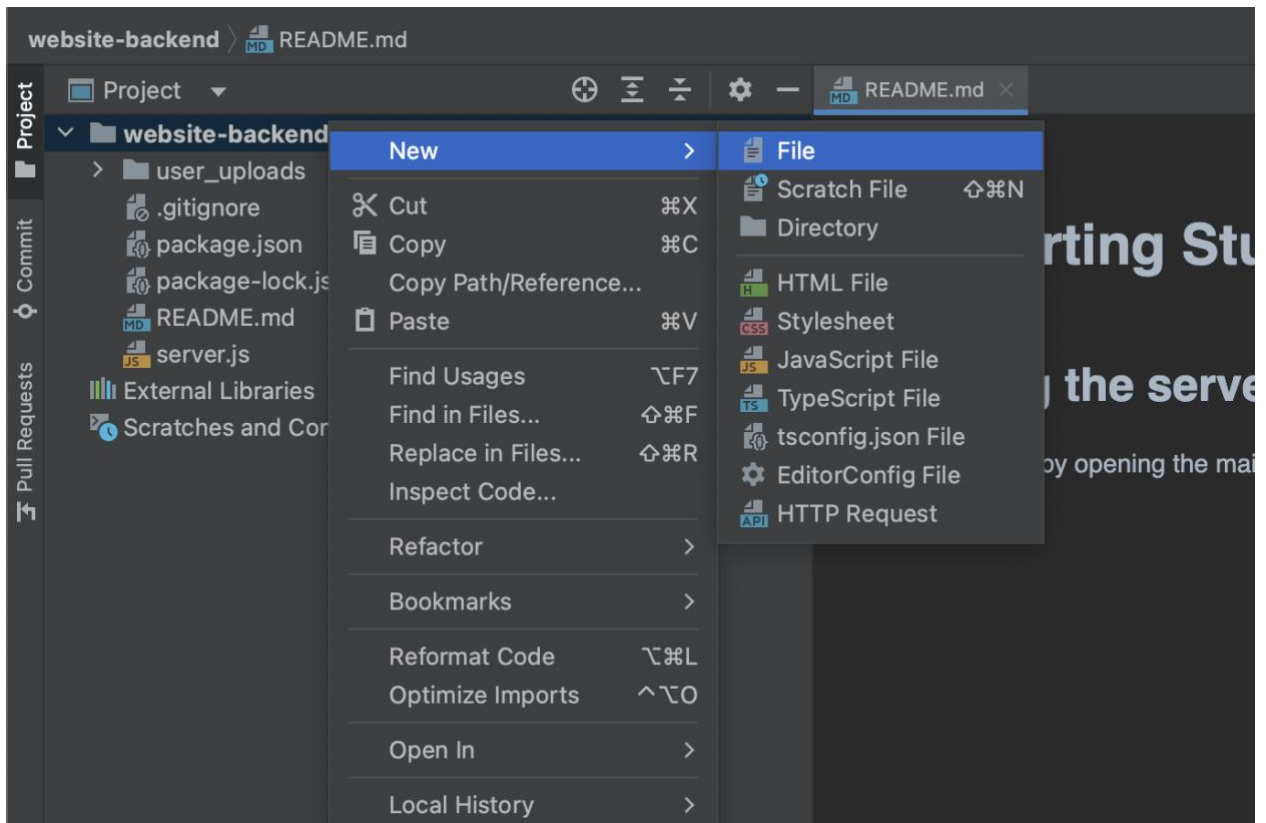 website-backend README.md
Project
Commit
Pull Requests
Project
README.md
website-backend
user_uploads
.gitignore
package.json
package-lock.js
README.md
server.js
External Libraries
Scratches and Cor
New
Cut ⌘X
Copy ⌘C
Copy Path/Reference...
Paste ⌘V
Find Usages ⌥F7
Find in Files... ⇧⌘F
Replace in Files... ⇧⌘R
Inspect Code...
Refactor
Bookmarks
Reformat Code ⌥⌘L
Optimize Imports ^⌥O
Open In
Local History
File
Scratch File ⇧⌘N
Directory
HTML File
Stylesheet
JavaScript File
TypeScript File
tsconfig.json File
EditorConfig File
HTTP Request
rting Stu
the serve
by opening the mai